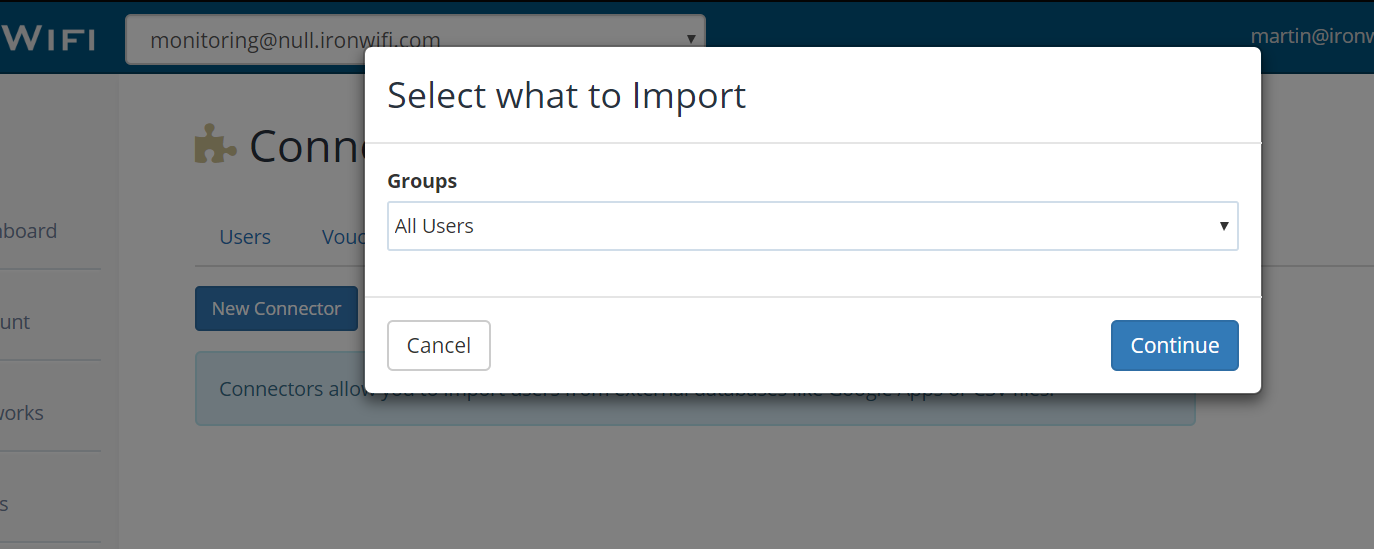 WIFI
monitoring@null.ironwifi.com
martin@ironw
Select what to Import
Conne
Groups
All Users
hboard
Users
Vouc
New Connector
unt
Cancel
Continue
Connectors allow you to import users from external databases like Google Apps or CSV files.
works
s